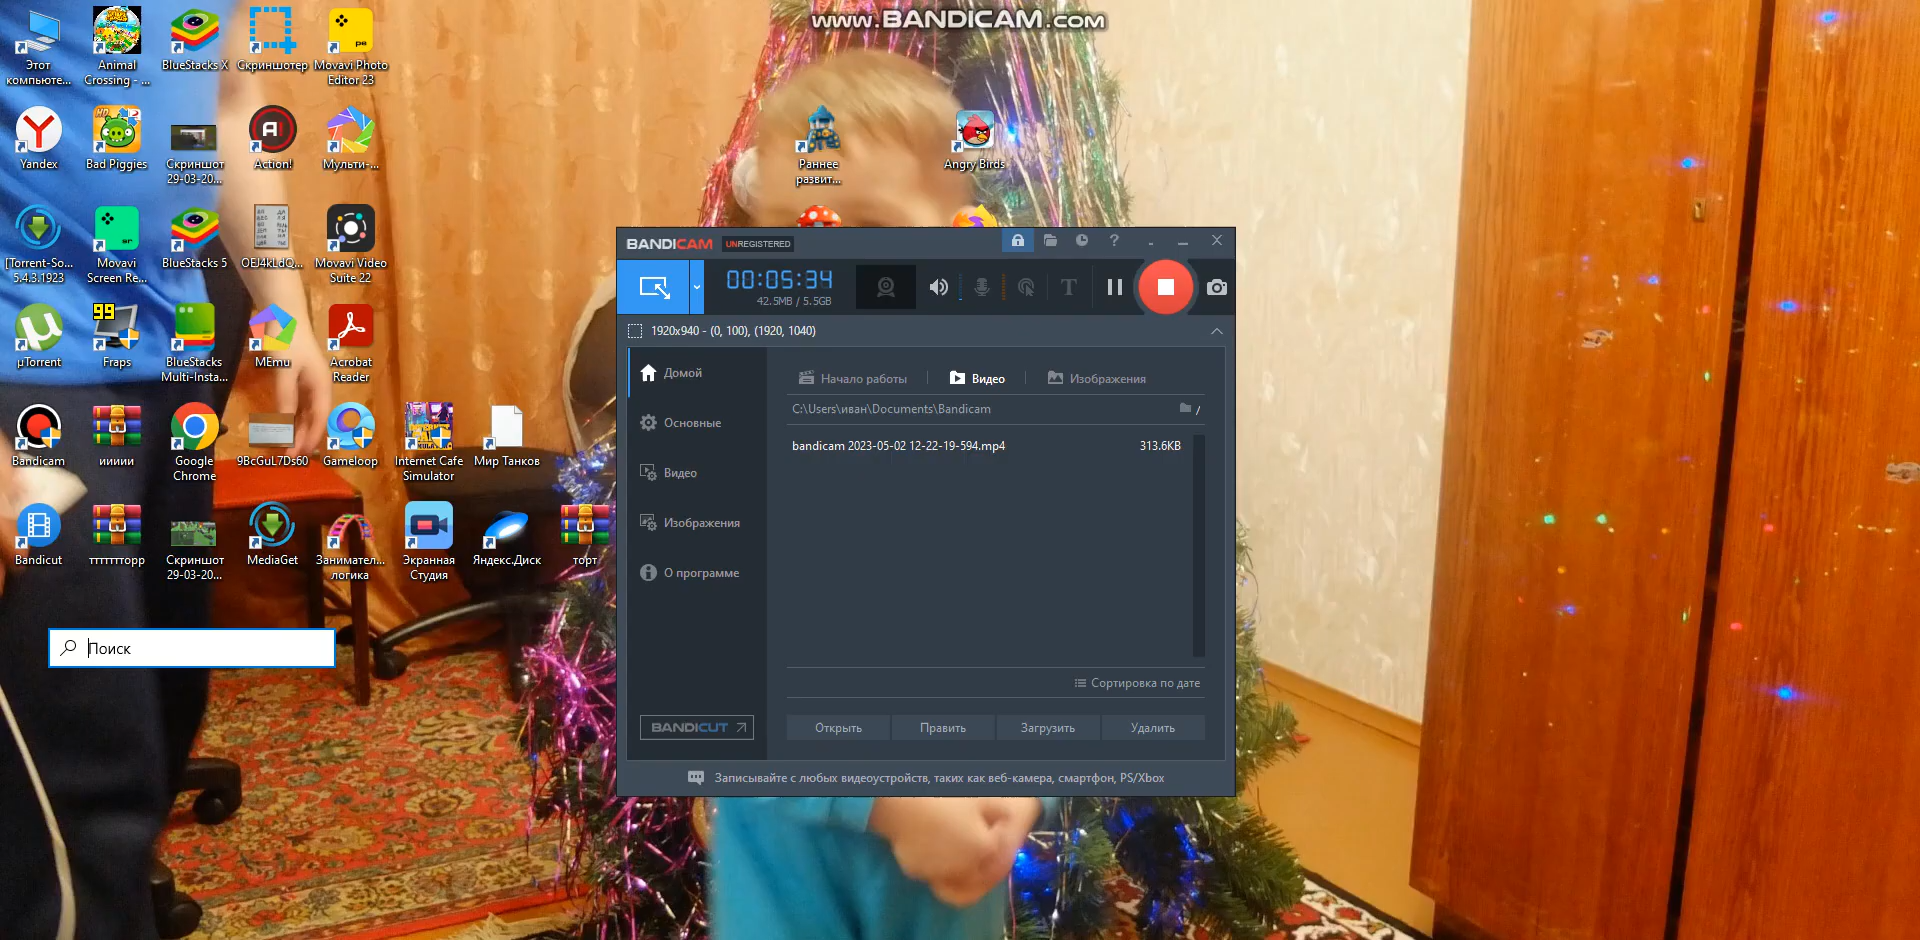 www.BANDICAM.com
Этот
компьюте...
Animal
Crossing - ...
BlueStacks X
Скриншотер
Movavi Photo
Editor 23
Yandex
Bad Piggies
Скриншот
29-03-20...
Action!
Мульти-...
Раннее
развит...
Angry Birds
[Torrent-So...
5.4.3.1923
Movavi
Screen Re...
BlueStacks 5
OEJ4kLdQ...
Movavi Video
Suite 22
µTorrent
99
Fraps
BlueStacks
Multi-Insta...
MEmu
Acrobat
Reader
Bandicam
иииии
Google
Chrome
9BcGuL7Ds60
Gameloop
Internet Cafe
Simulator
Мир Танков
Bandicut
тттттторр
Скриншот
29-03-20...
MediaGet
Занимател...
логика
Экранная
Студия
Яндекс.Диск
торт
Поиск
BANDICAM UNREGISTERED
00:05:34
42.5MB / 5.5GB
1920x940 - (0, 100), (1920, 1040)
Домой
Основные
Видео
Изображения
О программе
BANDICUT
Начало работы
Видео
Изображения
C:\Users\иван\Documents\Bandicam
bandicam 2023-05-02 12-22-19-594.mp4 313.6KB
Сортировка по дате
Открыть
Править
Загрузить
Удалить
Записывайте с любых видеоустройств, таких как веб-камера, смартфон, PS/Xbox